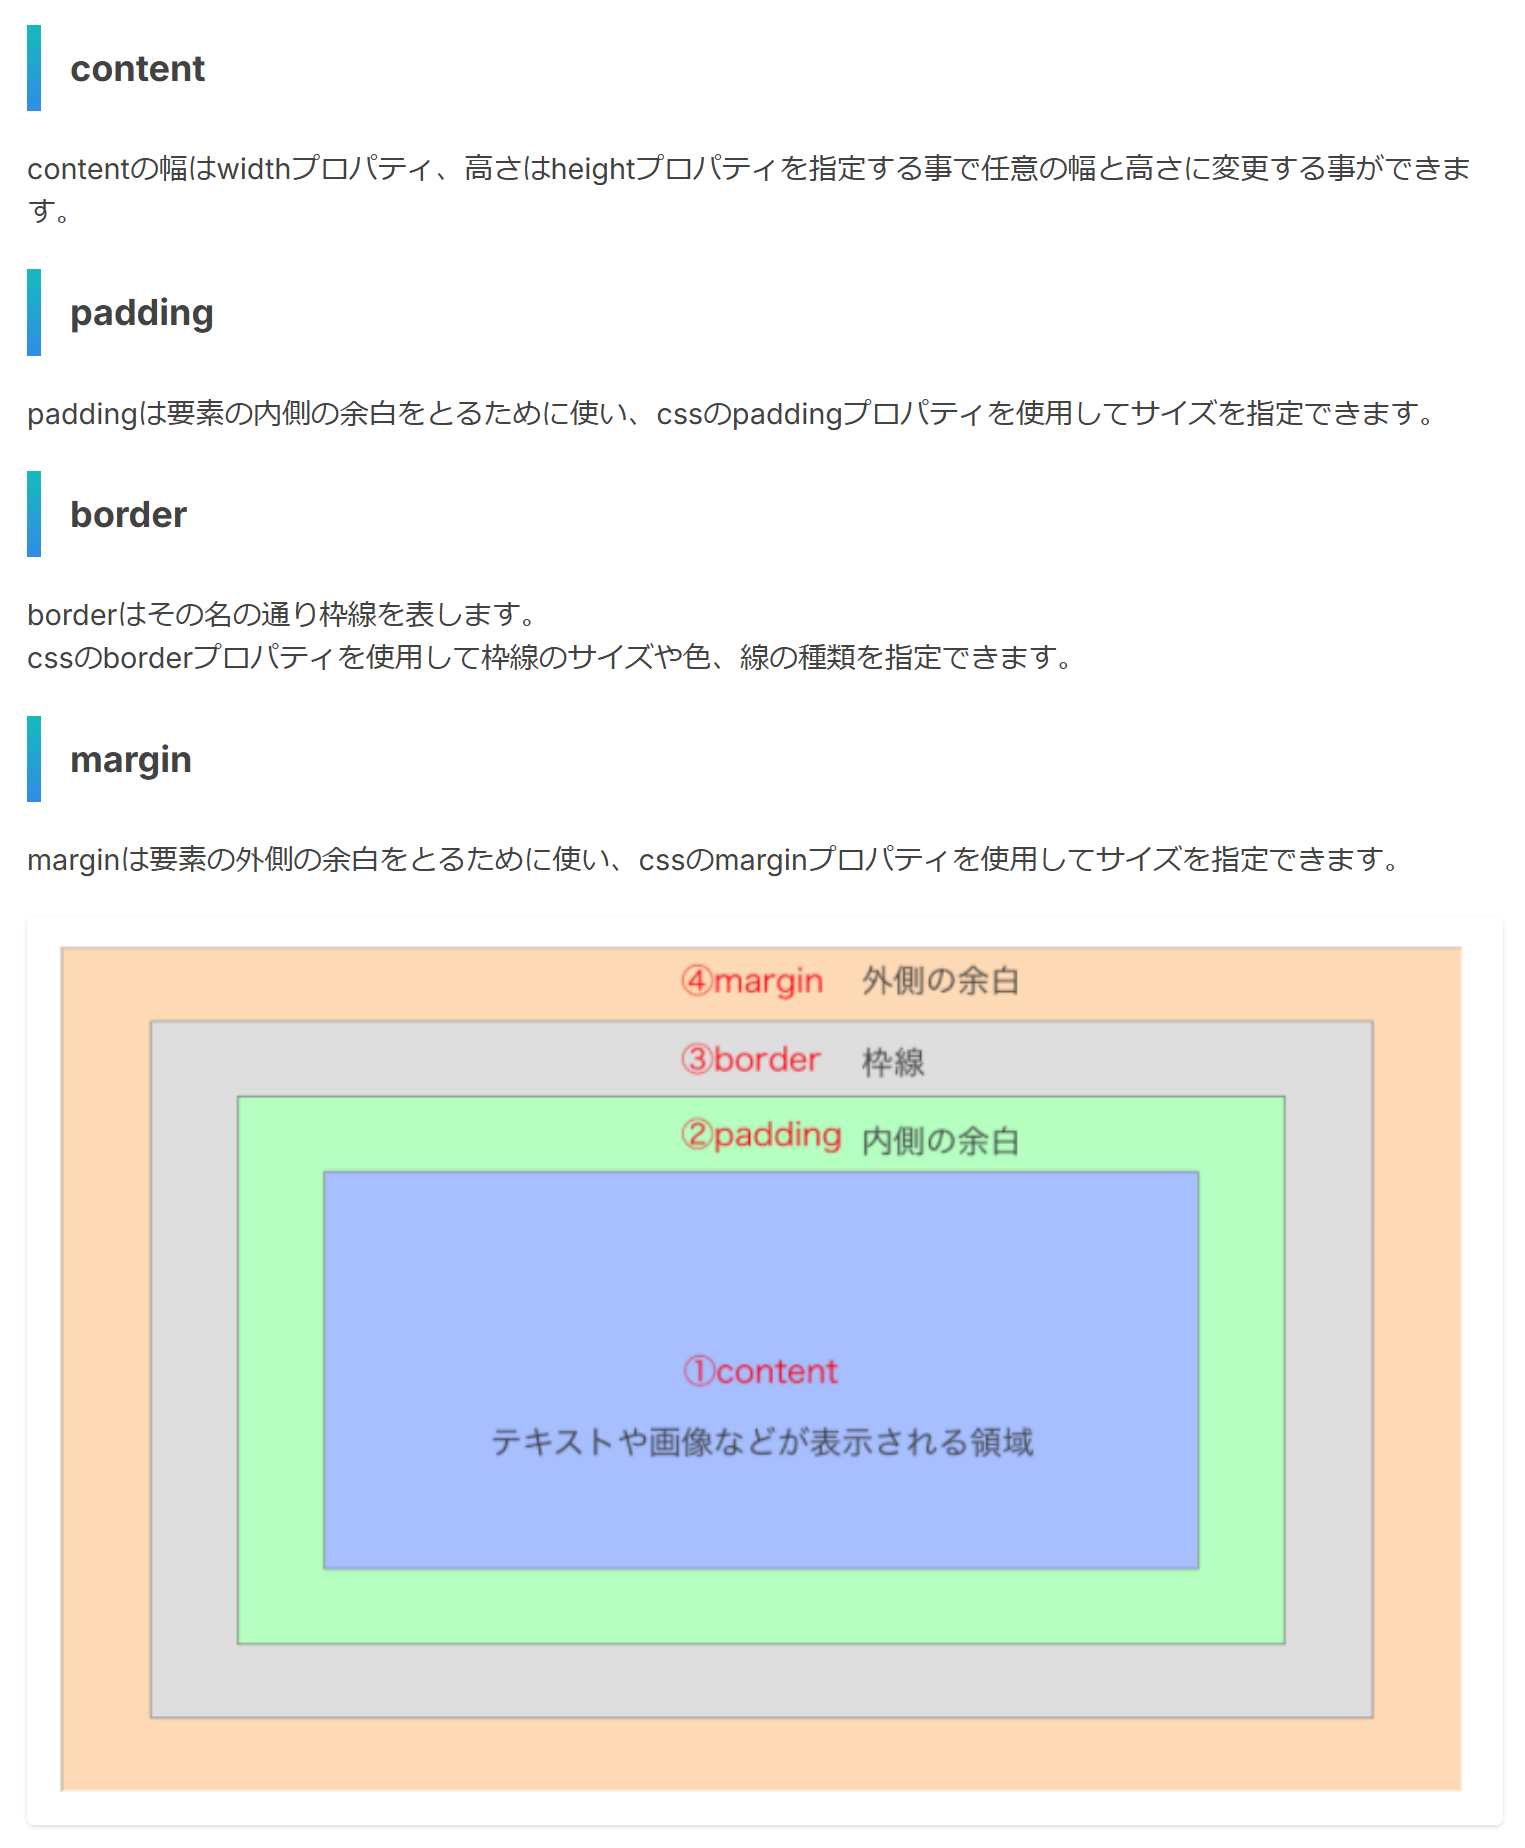 content
contentの幅はwidthプロパティ、高さはheightプロパティを指定する事で任意の幅と高さに変更する事ができま
す。
padding
paddingは要素の内側の余白をとるために使い、cssのpaddingプロパティを使用してサイズを指定できます。
border
borderはその名の通り枠線を表します。
cssのborderプロパティを使用して枠線のサイズや色、線の種類を指定できます。
margin
marginは要素の外側の余白をとるために使い、cssのmarginプロパティを使用してサイズを指定できます。
④margin 外側の余白
③border 枠線
②padding 内側の余白
①content
テキストや画像などが表示される領域